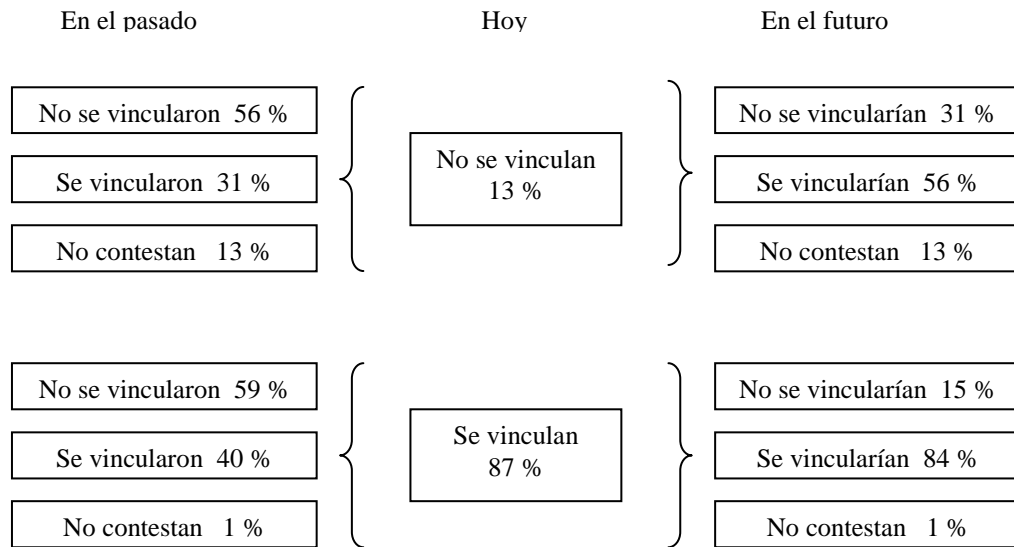 En el pasado Hoy En el futuro
No se vincularon 56 %
Se vincularon 31 %
No contestan 13 %
No se vinculan
13 %
No se vincularían 31 %
Se vincularían 56 %
No contestan 13 %
No se vincularon 59 %
Se vincularon 40 %
No contestan 1 %
Se vinculan
87 %
No se vincularían 15 %
Se vincularían 84 %
No contestan 1 %